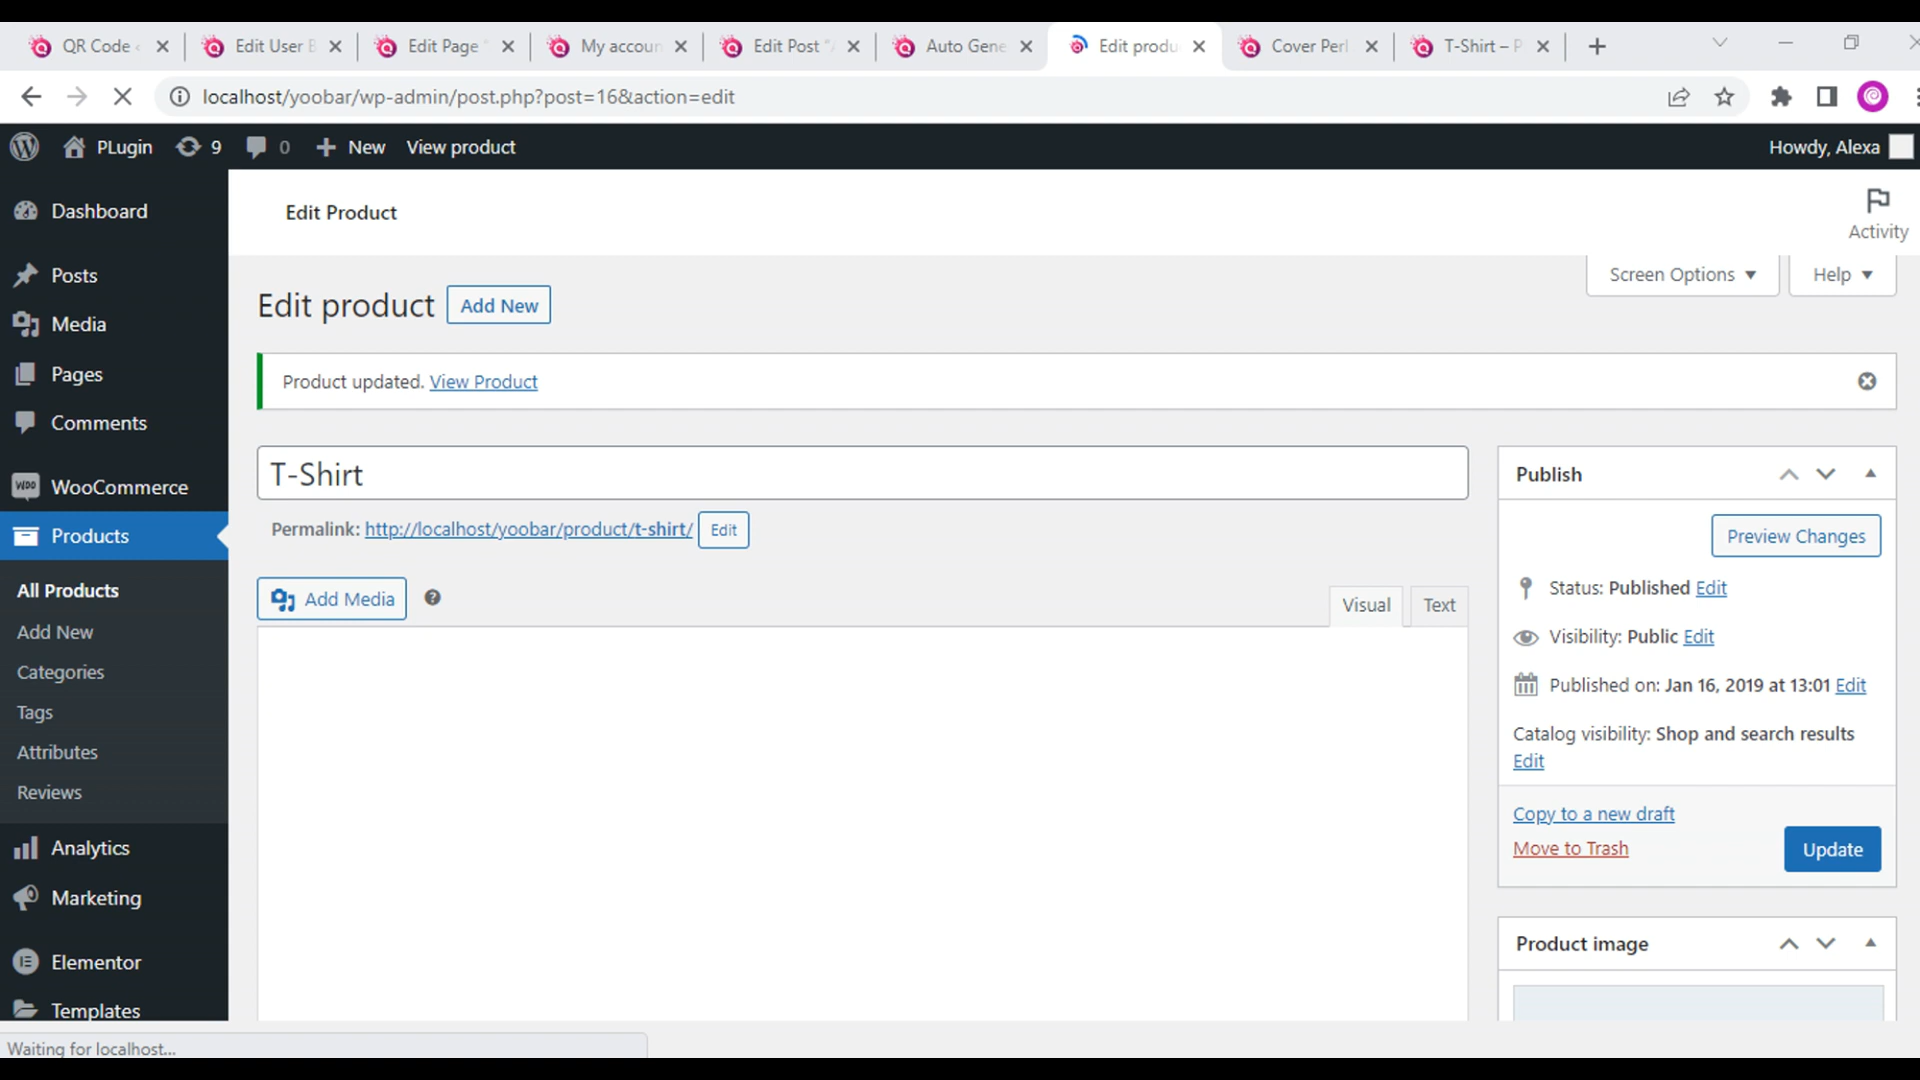 QR Code
Edit User B
Edit Page "
My accoun
Edit Post "A
Auto Gene
Edit produ
Cover Perl
T-Shirt – P
localhost/yoobar/wp-admin/post.php?post=16&action=edit
PLugin 9 0 New View product Howdy, Alexa
Dashboard
Posts
Media
Pages
Comments
WooCommerce
Products
All Products
Add New
Categories
Tags
Attributes
Reviews
Analytics
Marketing
Elementor
Templates
Edit Product
Activity
Screen Options ▼ Help ▼
Edit product Add New
Product updated. View Product
T-Shirt
Permalink: http://localhost/yoobar/product/t-shirt/ Edit
Add Media
Visual Text
Publish
Preview Changes
Status: Published Edit
Visibility: Public Edit
Published on: Jan 16, 2019 at 13:01 Edit
Catalog visibility: Shop and search results
Edit
Copy to a new draft
Move to Trash
Update
Product image
Waiting for localhost...